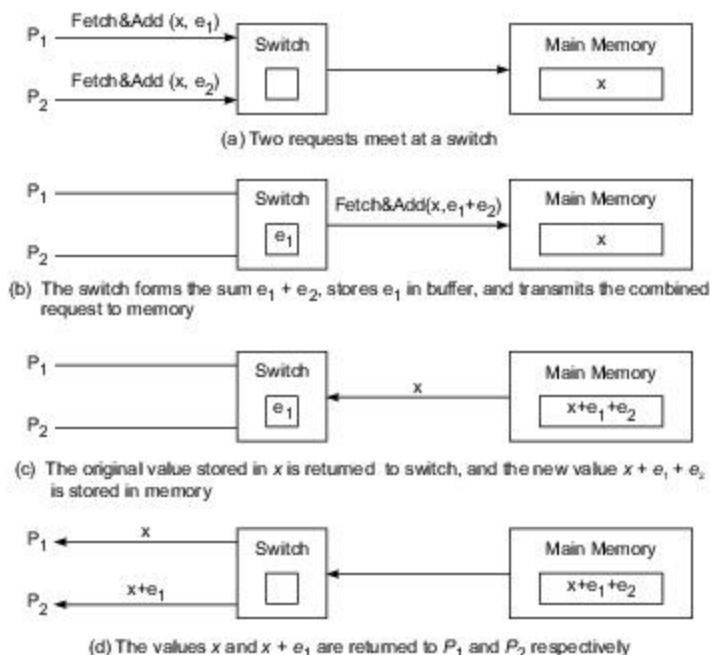 Fetch&Add (x, e₁)
P₁
Switch
Main Memory
Fetch&Add (x, e₂)
x
P₂
(a) Two requests meet at a switch
P₁
Switch
Main Memory
Fetch&Add(x,e₁+e₂)
e₁
x
P₂
(b) The switch forms the sum e₁ + e₂, stores e₁ in buffer, and transmits the combined
request to memory
P₁
Switch
Main Memory
x
e₁
x+e₁+e₂
P₂
(c) The original value stored in x is returned to switch, and the new value x + e₁ + e₂
is stored in memory
P₁
x
Switch
Main Memory
x+e₁
x+e₁+e₂
P₂
(d) The values x and x + e₁ are returned to P₁ and P₂ respectively